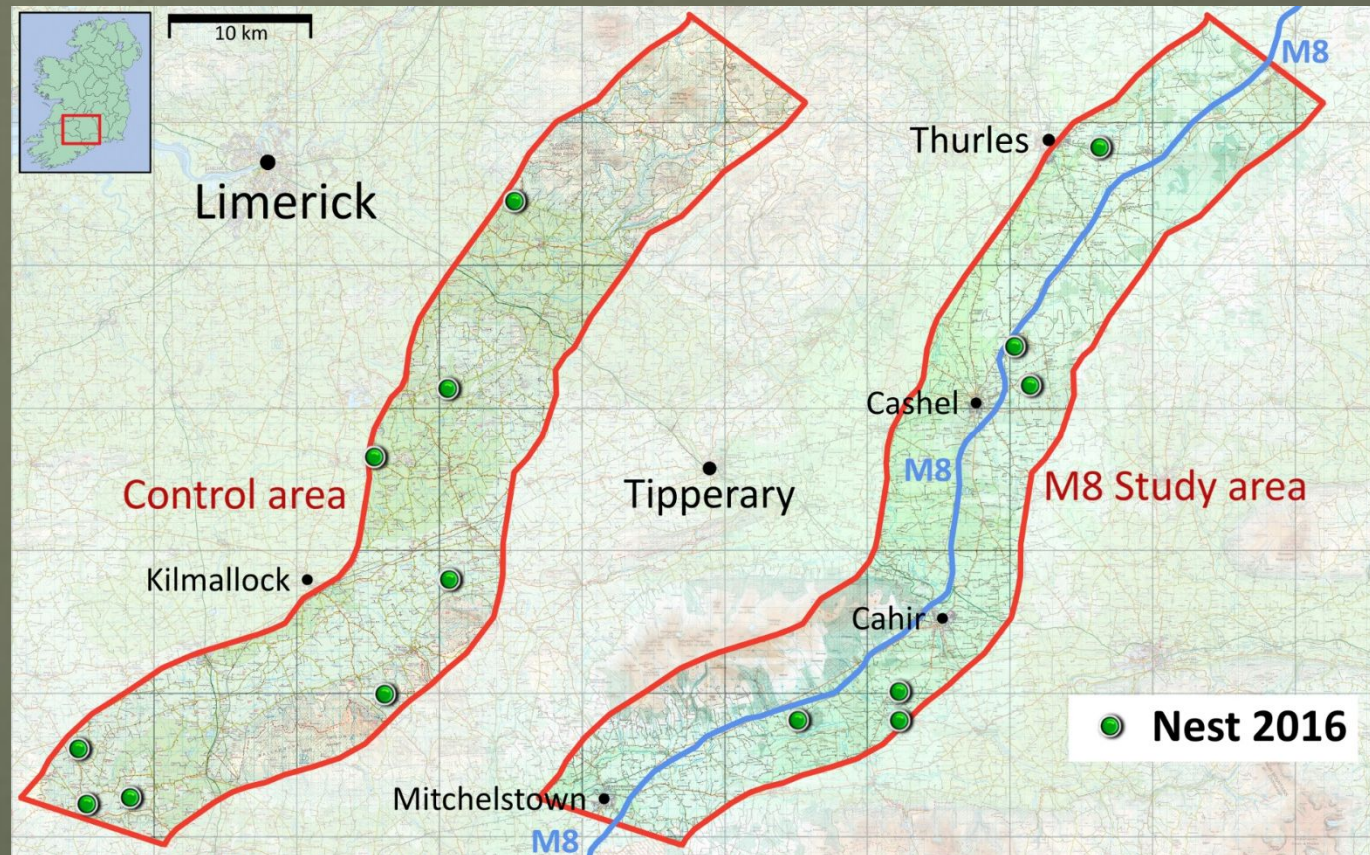 10 km
M8
Thurles
Limerick
Cashel
M8
Control area
Tipperary
M8 Study area
Kilmallock
Cahir
Nest 2016
Mitchelstown
M8